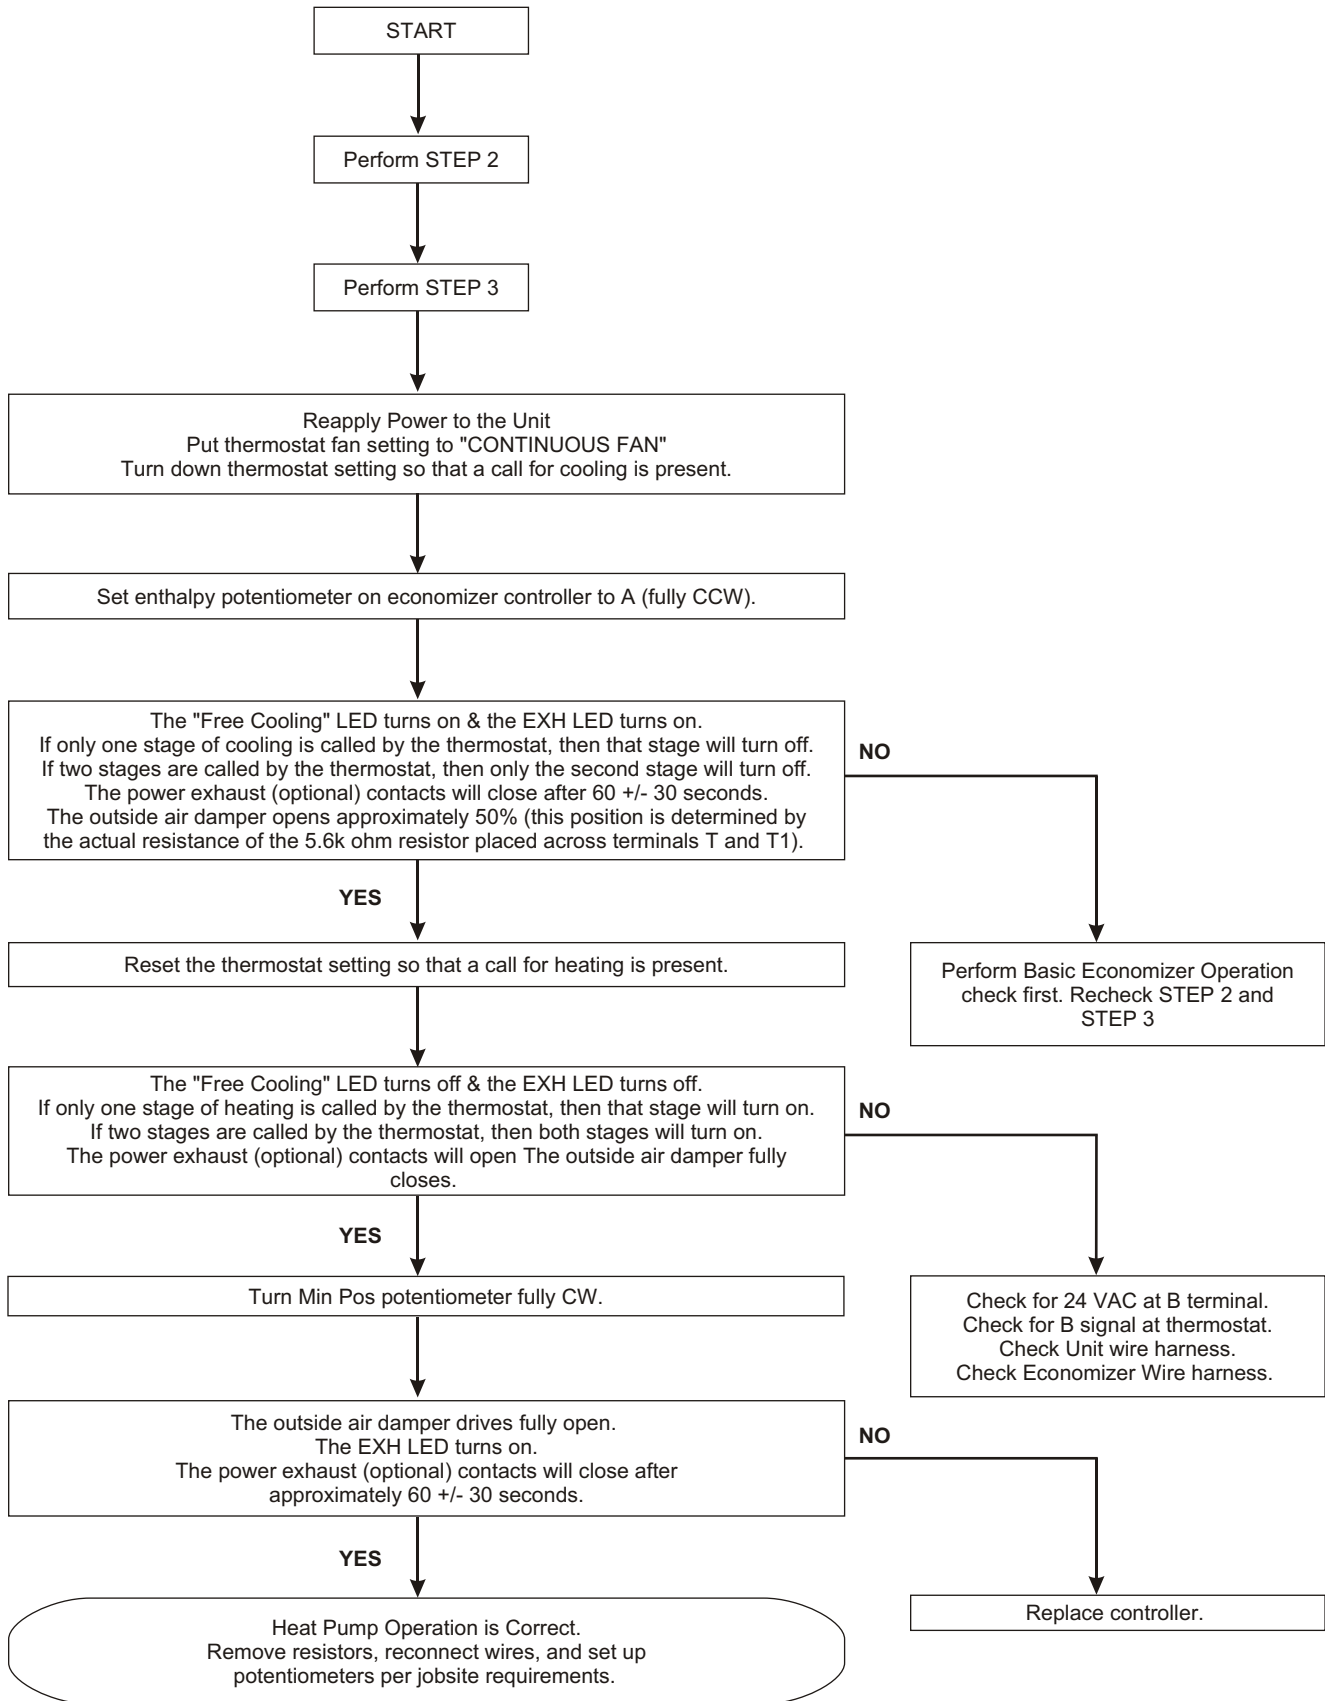 START
Perform STEP 2
Perform STEP 3
Reapply Power to the Unit
Put thermostat fan setting to "CONTINUOUS FAN"
Turn down thermostat setting so that a call for cooling is present.
Set enthalpy potentiometer on economizer controller to A (fully CCW).
The "Free Cooling" LED turns on & the EXH LED turns on.
If only one stage of cooling is called by the thermostat, then that stage will turn off.
If two stages are called by the thermostat, then only the second stage will turn off.
The power exhaust (optional) contacts will close after 60 +/- 30 seconds.
The outside air damper opens approximately 50% (this position is determined by
the actual resistance of the 5.6k ohm resistor placed across terminals T and T1).
NO
YES
Reset the thermostat setting so that a call for heating is present.
Perform Basic Economizer Operation
check first. Recheck STEP 2 and
STEP 3
The "Free Cooling" LED turns off & the EXH LED turns off.
If only one stage of heating is called by the thermostat, then that stage will turn on.
If two stages are called by the thermostat, then both stages will turn on.
The power exhaust (optional) contacts will open The outside air damper fully
closes.
NO
YES
Turn Min Pos potentiometer fully CW.
Check for 24 VAC at B terminal.
Check for B signal at thermostat.
Check Unit wire harness.
Check Economizer Wire harness.
The outside air damper drives fully open.
The EXH LED turns on.
The power exhaust (optional) contacts will close after
approximately 60 +/- 30 seconds.
NO
YES
Replace controller.
Heat Pump Operation is Correct.
Remove resistors, reconnect wires, and set up
potentiometers per jobsite requirements.